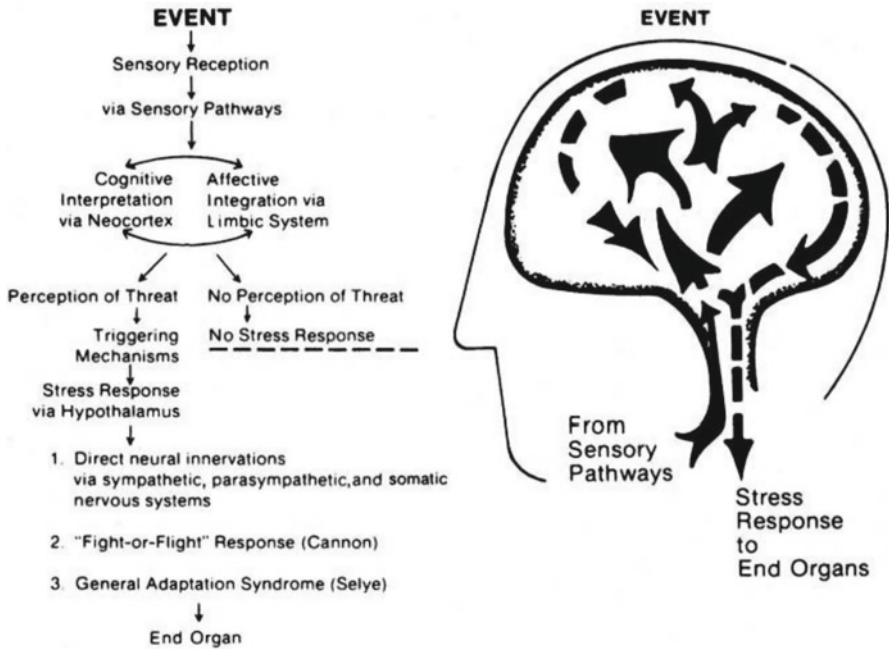 EVENT
Sensory Reception
via Sensory Pathways
Cognitive
Interpretation
via Neocortex
Affective
Integration via
Limbic System
Perception of Threat
No Perception of Threat
Triggering
Mechanisms
No Stress Response
Stress Response
via Hypothalamus
1. Direct neural innervations
via sympathetic, parasympathetic, and somatic
nervous systems
2. "Fight-or-Flight" Response (Cannon)
3. General Adaptation Syndrome (Selye)
End Organ
EVENT
From
Sensory
Pathways
Stress
Response
to
End Organs